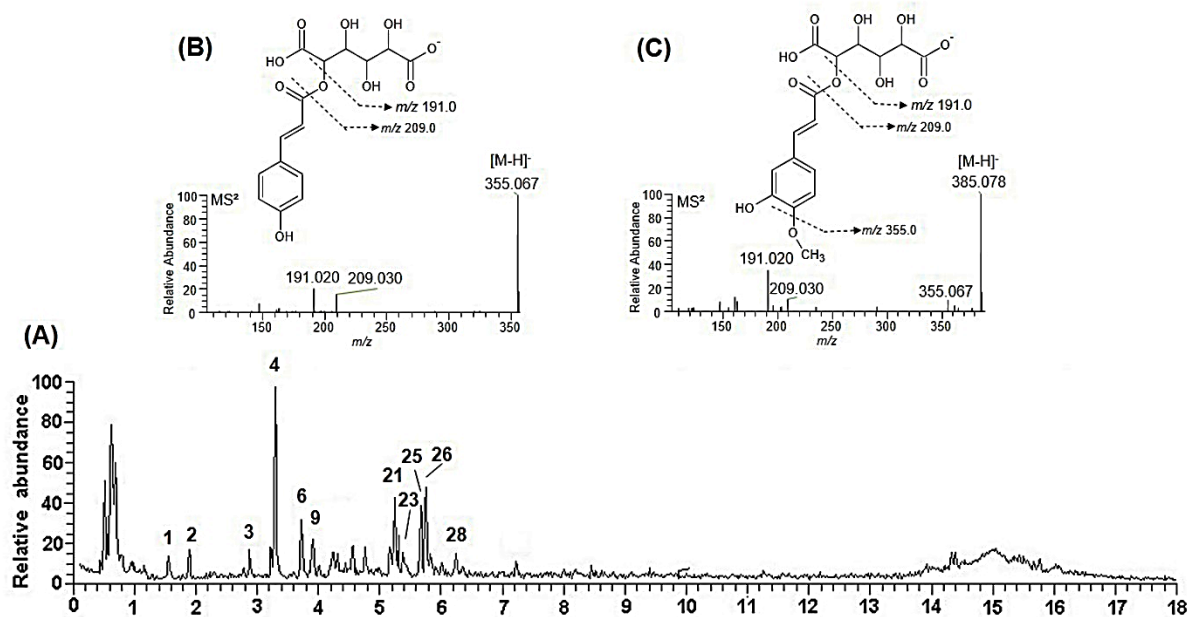 (B)
O
OH
OH
HO
O
OH
O
O⁻
O
m/z 191.0
m/z 209.0
OH
[M-H]⁻
355.067
MS²
191.020
209.030
Relative Abundance
100
80
60
40
20
0
150
200
250
300
350
m/z
(C)
O
OH
OH
HO
O
OH
O
O⁻
O
m/z 191.0
m/z 209.0
HO
O
CH₃
m/z 355.0
[M-H]⁻
385.078
MS²
191.020
209.030
355.067
Relative Abundance
100
80
60
40
20
0
150
200
250
300
350
m/z
(A)
4
25
26
21
23
6
9
1
2
3
28
Relative abundance
100
80
60
40
20
0
0 1 2 3 4 5 6 7 8 9 10 11 12 13 14 15 16 17 18